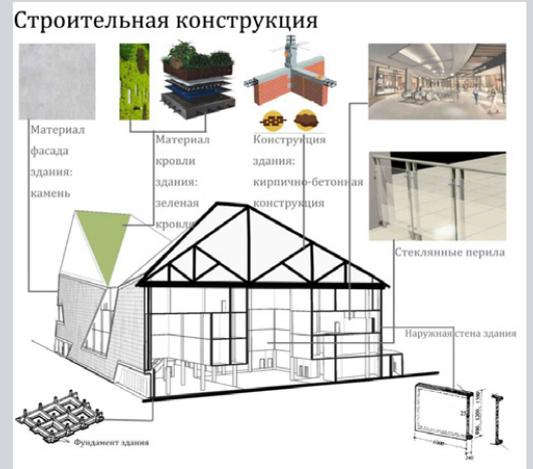 Строительная конструкция
Материал
фасада
здания:
камень
Материал
кровли
здания:
зеленая
кровля
Конструкция
здания:
кирпично-бетонная
конструкция
Стеклянные перила
Наружная стена здания
Фундамент здания